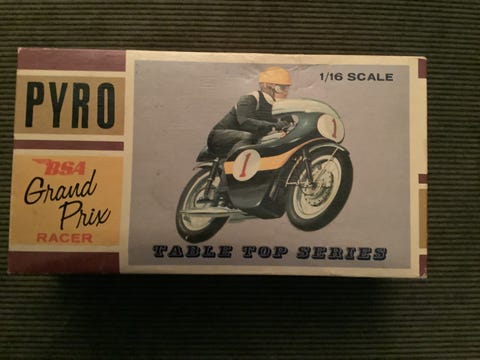 PYRO
BSA
Grand
Prix
RACER
1/16 SCALE
1
1
TABLE TOP SERIES